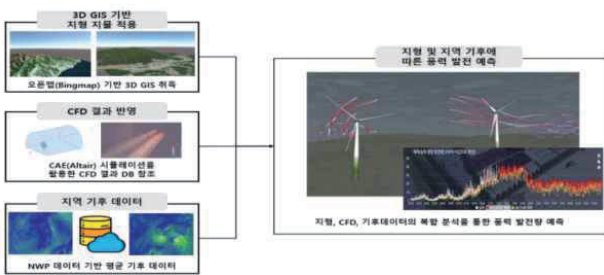 3D GIS 기반
지형 지물 적용
오픈맵(Bingmap) 기반 3D GIS 취득
CFD 결과 반영
CAE(Altair) 시뮬레이션을
활용한 CFD 결과 DB 참조
지역 기후 데이터
NWP 데이터 기반 평균 기후 데이터
지형 및 지역 기후에
따른 풍력 발전 예측
지형, CFD, 기후데이터의 복합 분석을 통한 풍력 발전량 예측